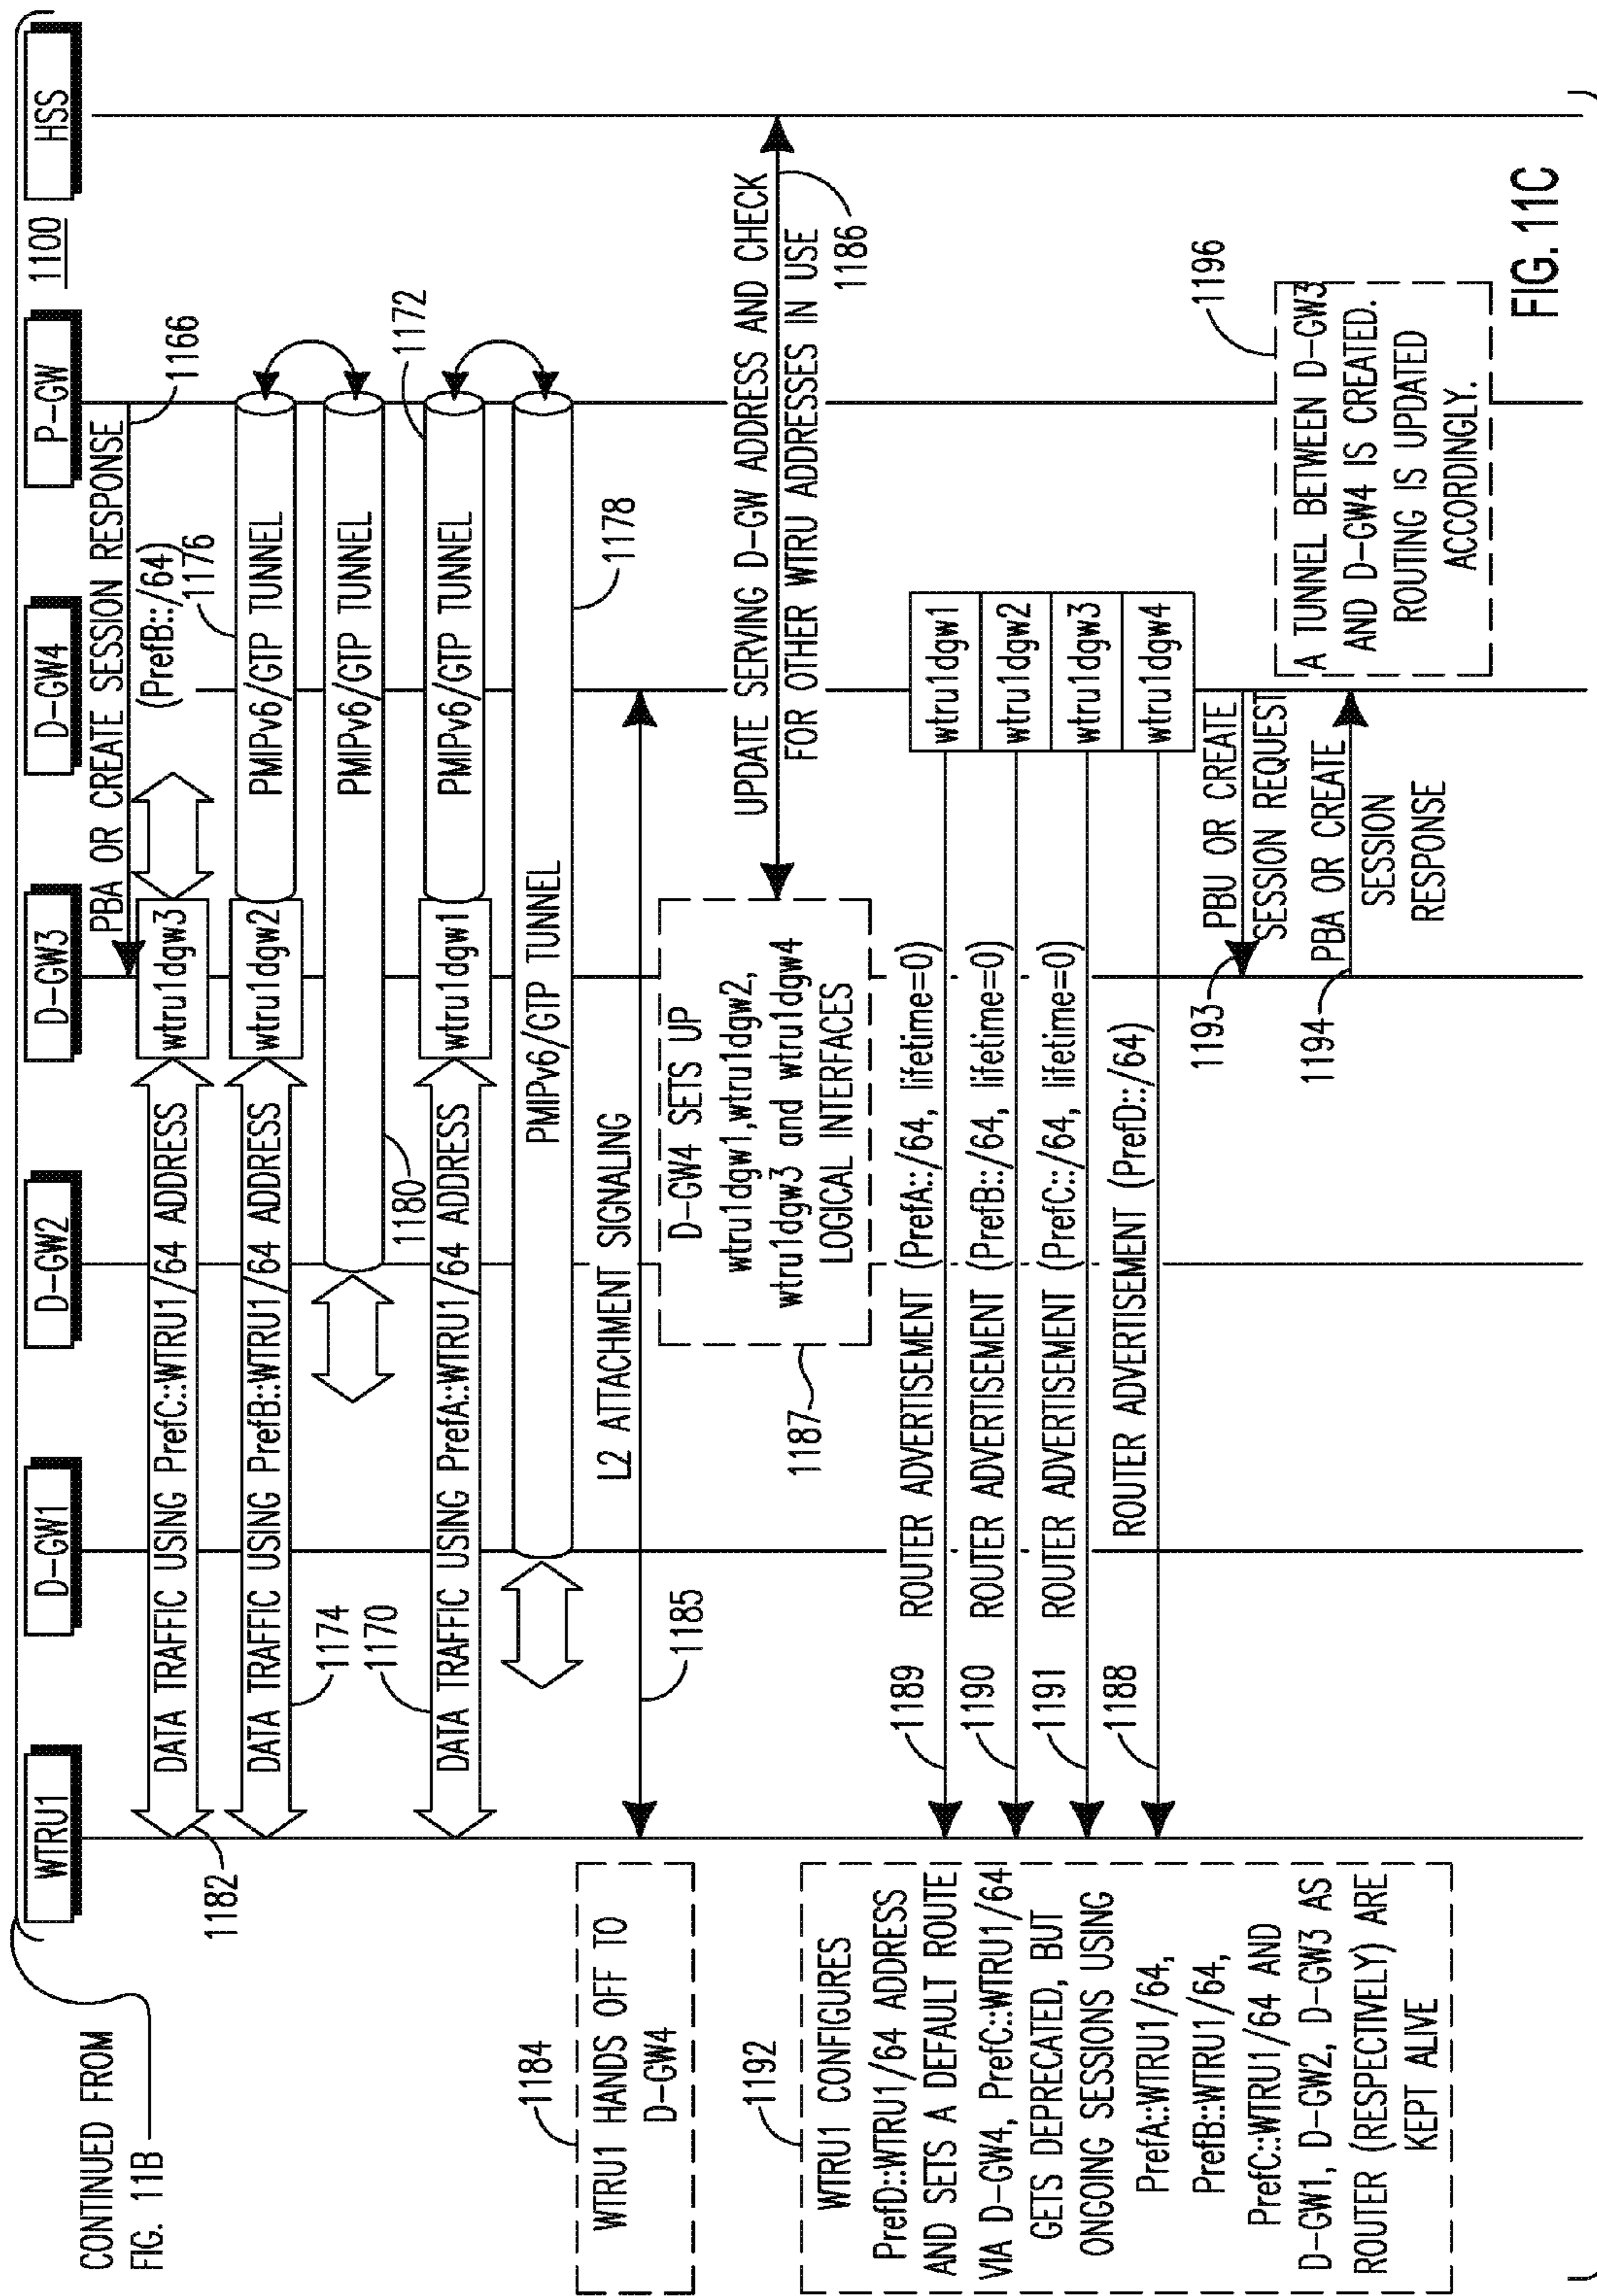 CONTINUED FROM
FIG. 11B
1100
WTRU1
D-GW1
D-GW2
D-GW3
D-GW4
P-GW
HSS
PBA OR CREATE SESSION RESPONSE
1166
(PrefB::/64)
DATA TRAFFIC USING PrefC::WTRU1/64 ADDRESS
wtru1dgw3
1182
1176
DATA TRAFFIC USING PrefB::WTRU1/64 ADDRESS
wtru1dgw2
PMIPv6/GTP TUNNEL
1174
PMIPv6/GTP TUNNEL
1180
1170
1172
DATA TRAFFIC USING PrefA::WTRU1/64 ADDRESS
wtru1dgw1
PMIPv6/GTP TUNNEL
PMIPv6/GTP TUNNEL
1178
1184
WTRU1 HANDS OFF TO
D-GW4
L2 ATTACHMENT SIGNALING
1185
D-GW4 SETS UP
wtru1dgw1,wtru1dgw2,
wtru1dgw3 and wtru1dgw4
LOGICAL INTERFACES
1187
UPDATE SERVING D-GW ADDRESS AND CHECK
FOR OTHER WTRU ADDRESSES IN USE
1186
1192
WTRU1 CONFIGURES
PrefD::WTRU1/64 ADDRESS
AND SETS A DEFAULT ROUTE
VIA D-GW4, PrefC::WTRU1/64
GETS DEPRECATED, BUT
ONGOING SESSIONS USING
PrefA::WTRU1/64,
PrefB::WTRU1/64,
PrefC::WTRU1/64 AND
D-GW1, D-GW2, D-GW3 AS
ROUTER (RESPECTIVELY) ARE
KEPT ALIVE
1189
ROUTER ADVERTISEMENT (PrefA::/64, lifetime=0)
wtru1dgw1
1190
ROUTER ADVERTISEMENT (PrefB::/64, lifetime=0)
wtru1dgw2
1191
ROUTER ADVERTISEMENT (PrefC::/64, lifetime=0)
wtru1dgw3
1188
ROUTER ADVERTISEMENT (PrefD::/64)
wtru1dgw4
1193
PBU OR CREATE
SESSION REQUEST
1194
PBA OR CREATE
SESSION
RESPONSE
1196
A TUNNEL BETWEEN D-GW3
AND D-GW4 IS CREATED.
ROUTING IS UPDATED
ACCORDINGLY.
FIG. 11C